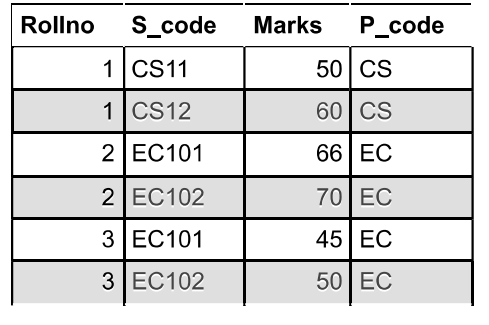 Rollno S_code Marks P_code
1 CS11 50 CS
1 CS12 60 CS
2 EC101 66 EC
2 EC102 70 EC
3 EC101 45 EC
3 EC102 50 EC